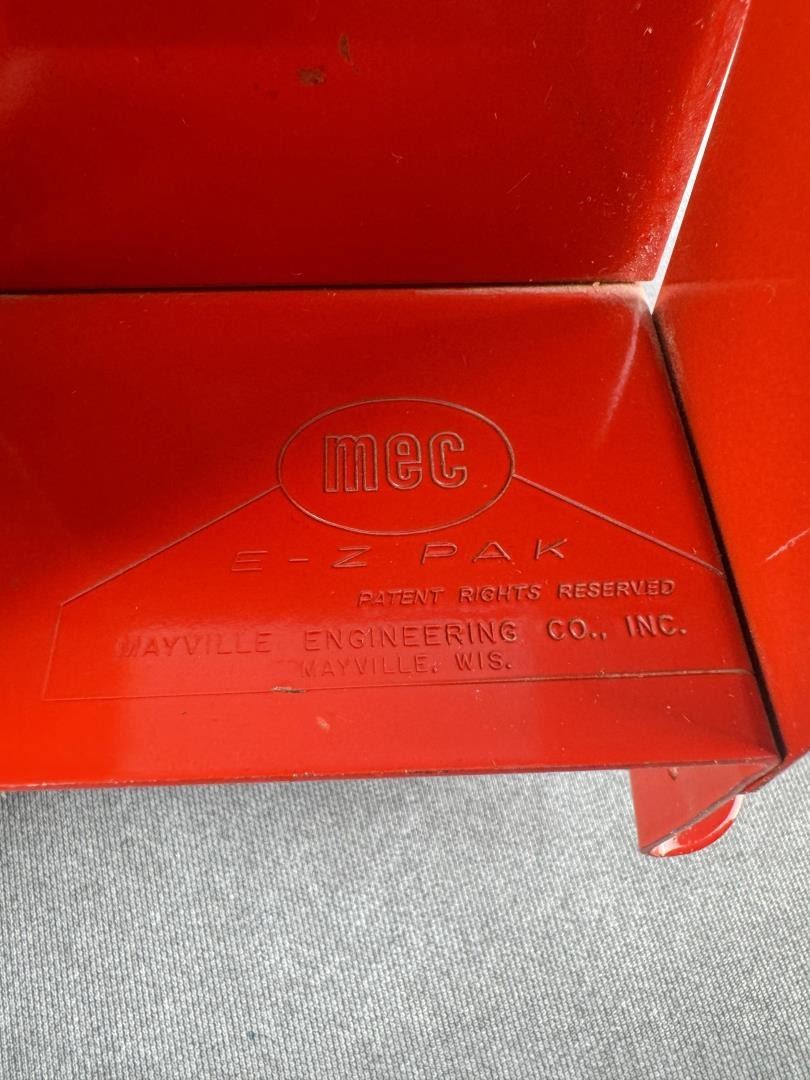 mec
E-Z PAK
PATENT RIGHTS RESERVED
MAYVILLE ENGINEERING CO., INC.
MAYVILLE, WIS.